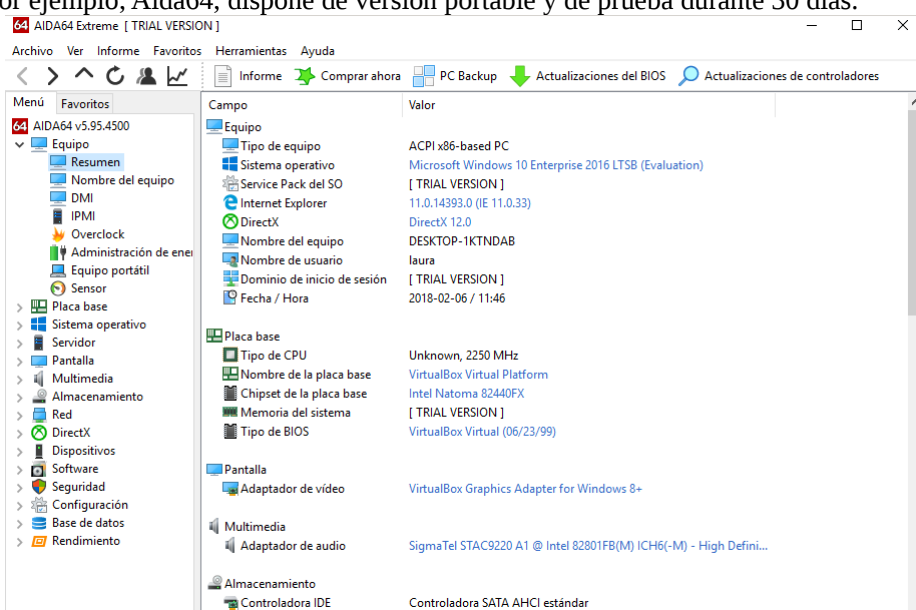 or ejemplo, Aida64, dispone de versión portable y de prueba durante 30 días.
64 AIDA64 Extreme [ TRIAL VERSION ]
Archivo Ver Informe Favoritos Herramientas Ayuda
Informe Comprar ahora PC Backup Actualizaciones del BIOS Actualizaciones de controladores
Menú Favoritos
Campo Valor
64 AIDA64 v5.95.4500
Equipo
Resumen
Nombre del equipo
DMI
IPMI
Overclock
Administración de ener
Equipo portátil
Sensor
Placa base
Sistema operativo
Servidor
Pantalla
Multimedia
Almacenamiento
Red
DirectX
Dispositivos
Software
Seguridad
Configuración
Base de datos
Rendimiento
Equipo
Tipo de equipo ACPI x86-based PC
Sistema operativo Microsoft Windows 10 Enterprise 2016 LTSB (Evaluation)
Service Pack del SO [ TRIAL VERSION ]
Internet Explorer 11.0.14393.0 (IE 11.0.33)
DirectX DirectX 12.0
Nombre del equipo DESKTOP-1KTNDAB
Nombre de usuario laura
Dominio de inicio de sesión [ TRIAL VERSION ]
Fecha / Hora 2018-02-06 / 11:46
Placa base
Tipo de CPU Unknown, 2250 MHz
Nombre de la placa base VirtualBox Virtual Platform
Chipset de la placa base Intel Natoma 82440FX
Memoria del sistema [ TRIAL VERSION ]
Tipo de BIOS VirtualBox Virtual (06/23/99)
Pantalla
Adaptador de vídeo VirtualBox Graphics Adapter for Windows 8+
Multimedia
Adaptador de audio SigmaTel STAC9220 A1 @ Intel 82801FB(M) ICH6(-M) - High Defini...
Almacenamiento
Controladora IDE Controladora SATA AHCI estándar